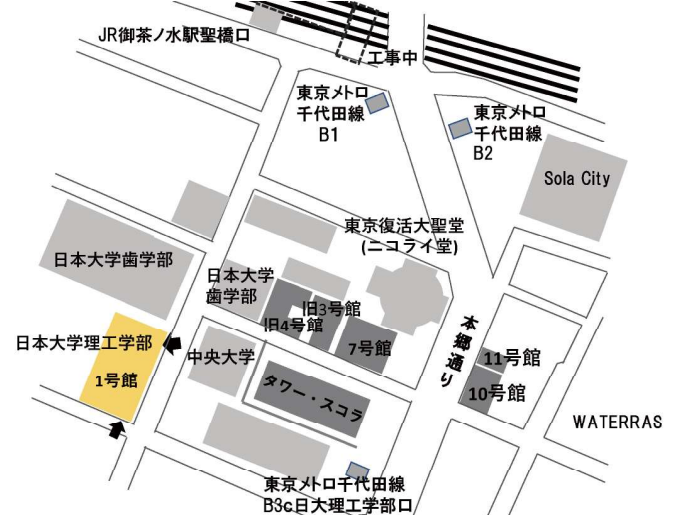 JR御茶ノ水駅聖橋口
工事中
東京メトロ
千代田線
B1
東京メトロ
千代田線
B2
Sola City
東京復活大聖堂
(ニコライ堂)
日本大学歯学部
日本大学
歯学部
旧3号館
旧4号館
7号館
本郷通り
11号館
10号館
日本大学理工学部
1号館
中央大学
タワー・スコラ
WATERRAS
東京メトロ千代田線
B3c日大理工学部口